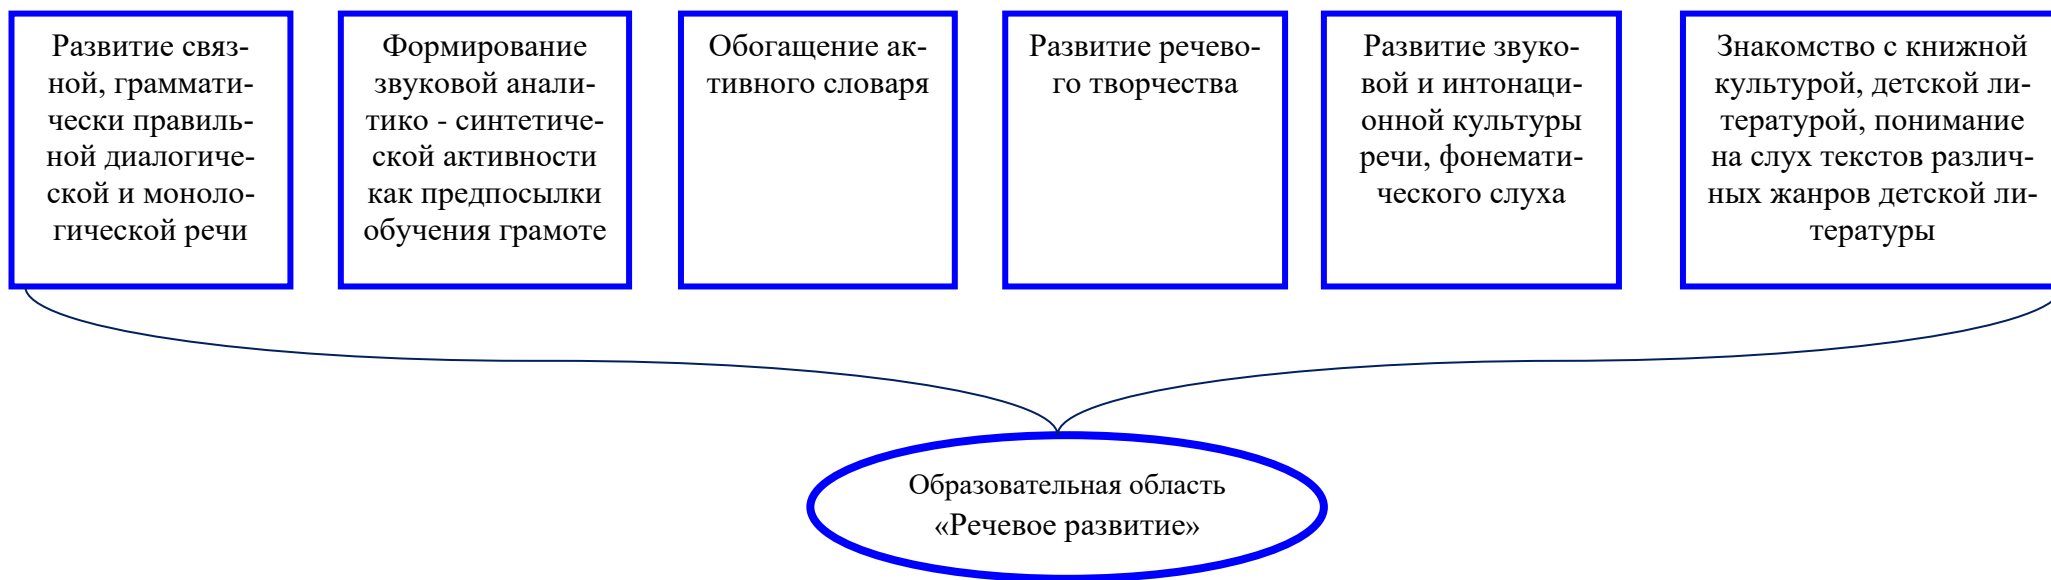 Развитие связ-
ной, граммати-
чески правиль-
ной диалогиче-
ской и моноло-
гической речи
Формирование
звуковой анали-
тико - синтетиче-
ской активности
как предпосылки
обучения грамоте
Обогащение ак-
тивного словаря
Развитие речево-
го творчества
Развитие звуко-
вой и интонаци-
онной культуры
речи, фонемати-
ческого слуха
Знакомство с книжной
культурой, детской ли-
тературой, понимание
на слух текстов различ-
ных жанров детской ли-
тературы
Образовательная область
«Речевое развитие»